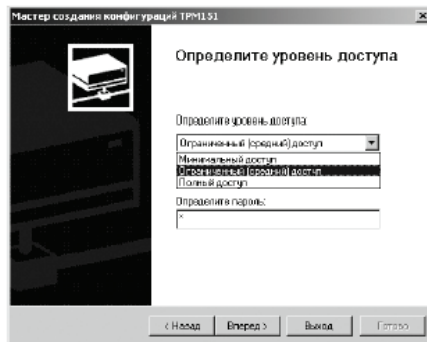 Мастер создания конфигураций ТРМ151
Определите уровень доступа
Определите уровень доступа:
Ограниченный (средний) доступ
Минимальный доступ
Ограниченный (средний) доступ
Полный доступ
Определите пароль:
*
< Назад Вперед > Выход Готово